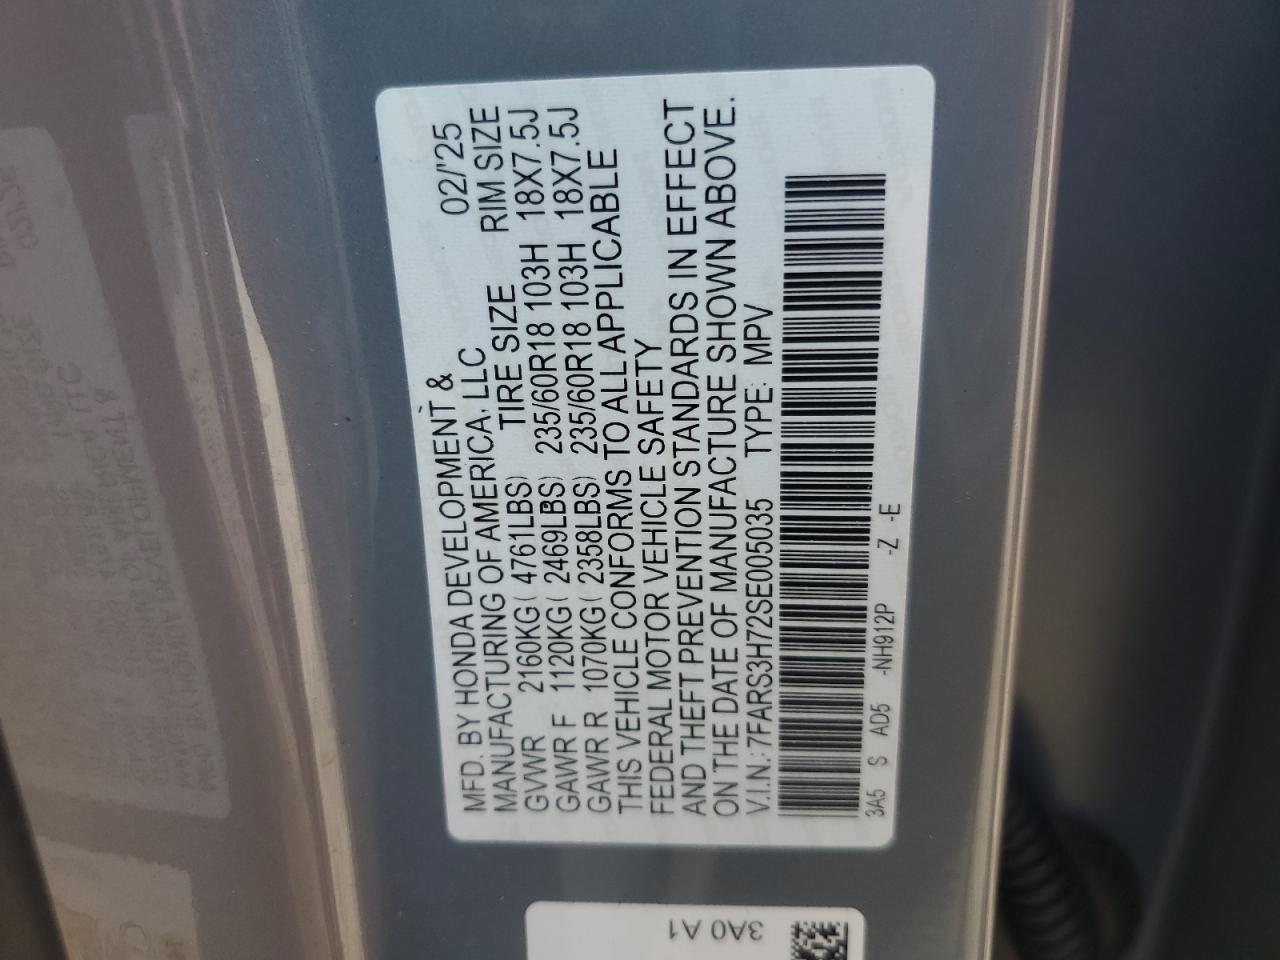 MFD. BY HONDA DEVELOPMENT & 02/'25
MANUFACTURING OF AMERICA, LLC
TIRE SIZE RIM SIZE
GVWR 2160KG( 4761LBS)
GAWR F 1120KG( 2469LBS) 235/60R18 103H 18X7.5J
GAWR R 1070KG( 2358LBS) 235/60R18 103H 18X7.5J
THIS VEHICLE CONFORMS TO ALL APPLICABLE
FEDERAL MOTOR VEHICLE SAFETY
AND THEFT PREVENTION STANDARDS IN EFFECT
ON THE DATE OF MANUFACTURE SHOWN ABOVE.
V.I.N.: 7FARS3H72SE005035 TYPE: MPV
3A5 S AD5 -NH912P -Z -E
3A0 A1